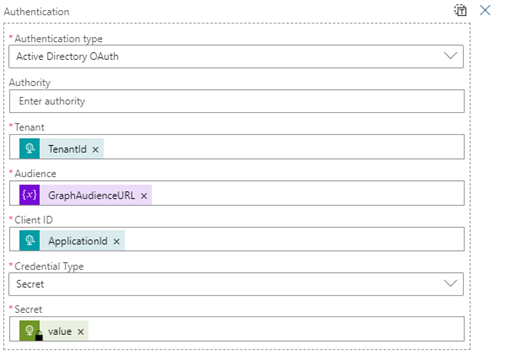 Authentication
* Authentication type
Active Directory OAuth
Authority
Enter authority
* Tenant
TenantId ×
* Audience
{x} GraphAudienceURL ×
* Client ID
ApplicationId ×
* Credential Type
Secret
* Secret
value ×